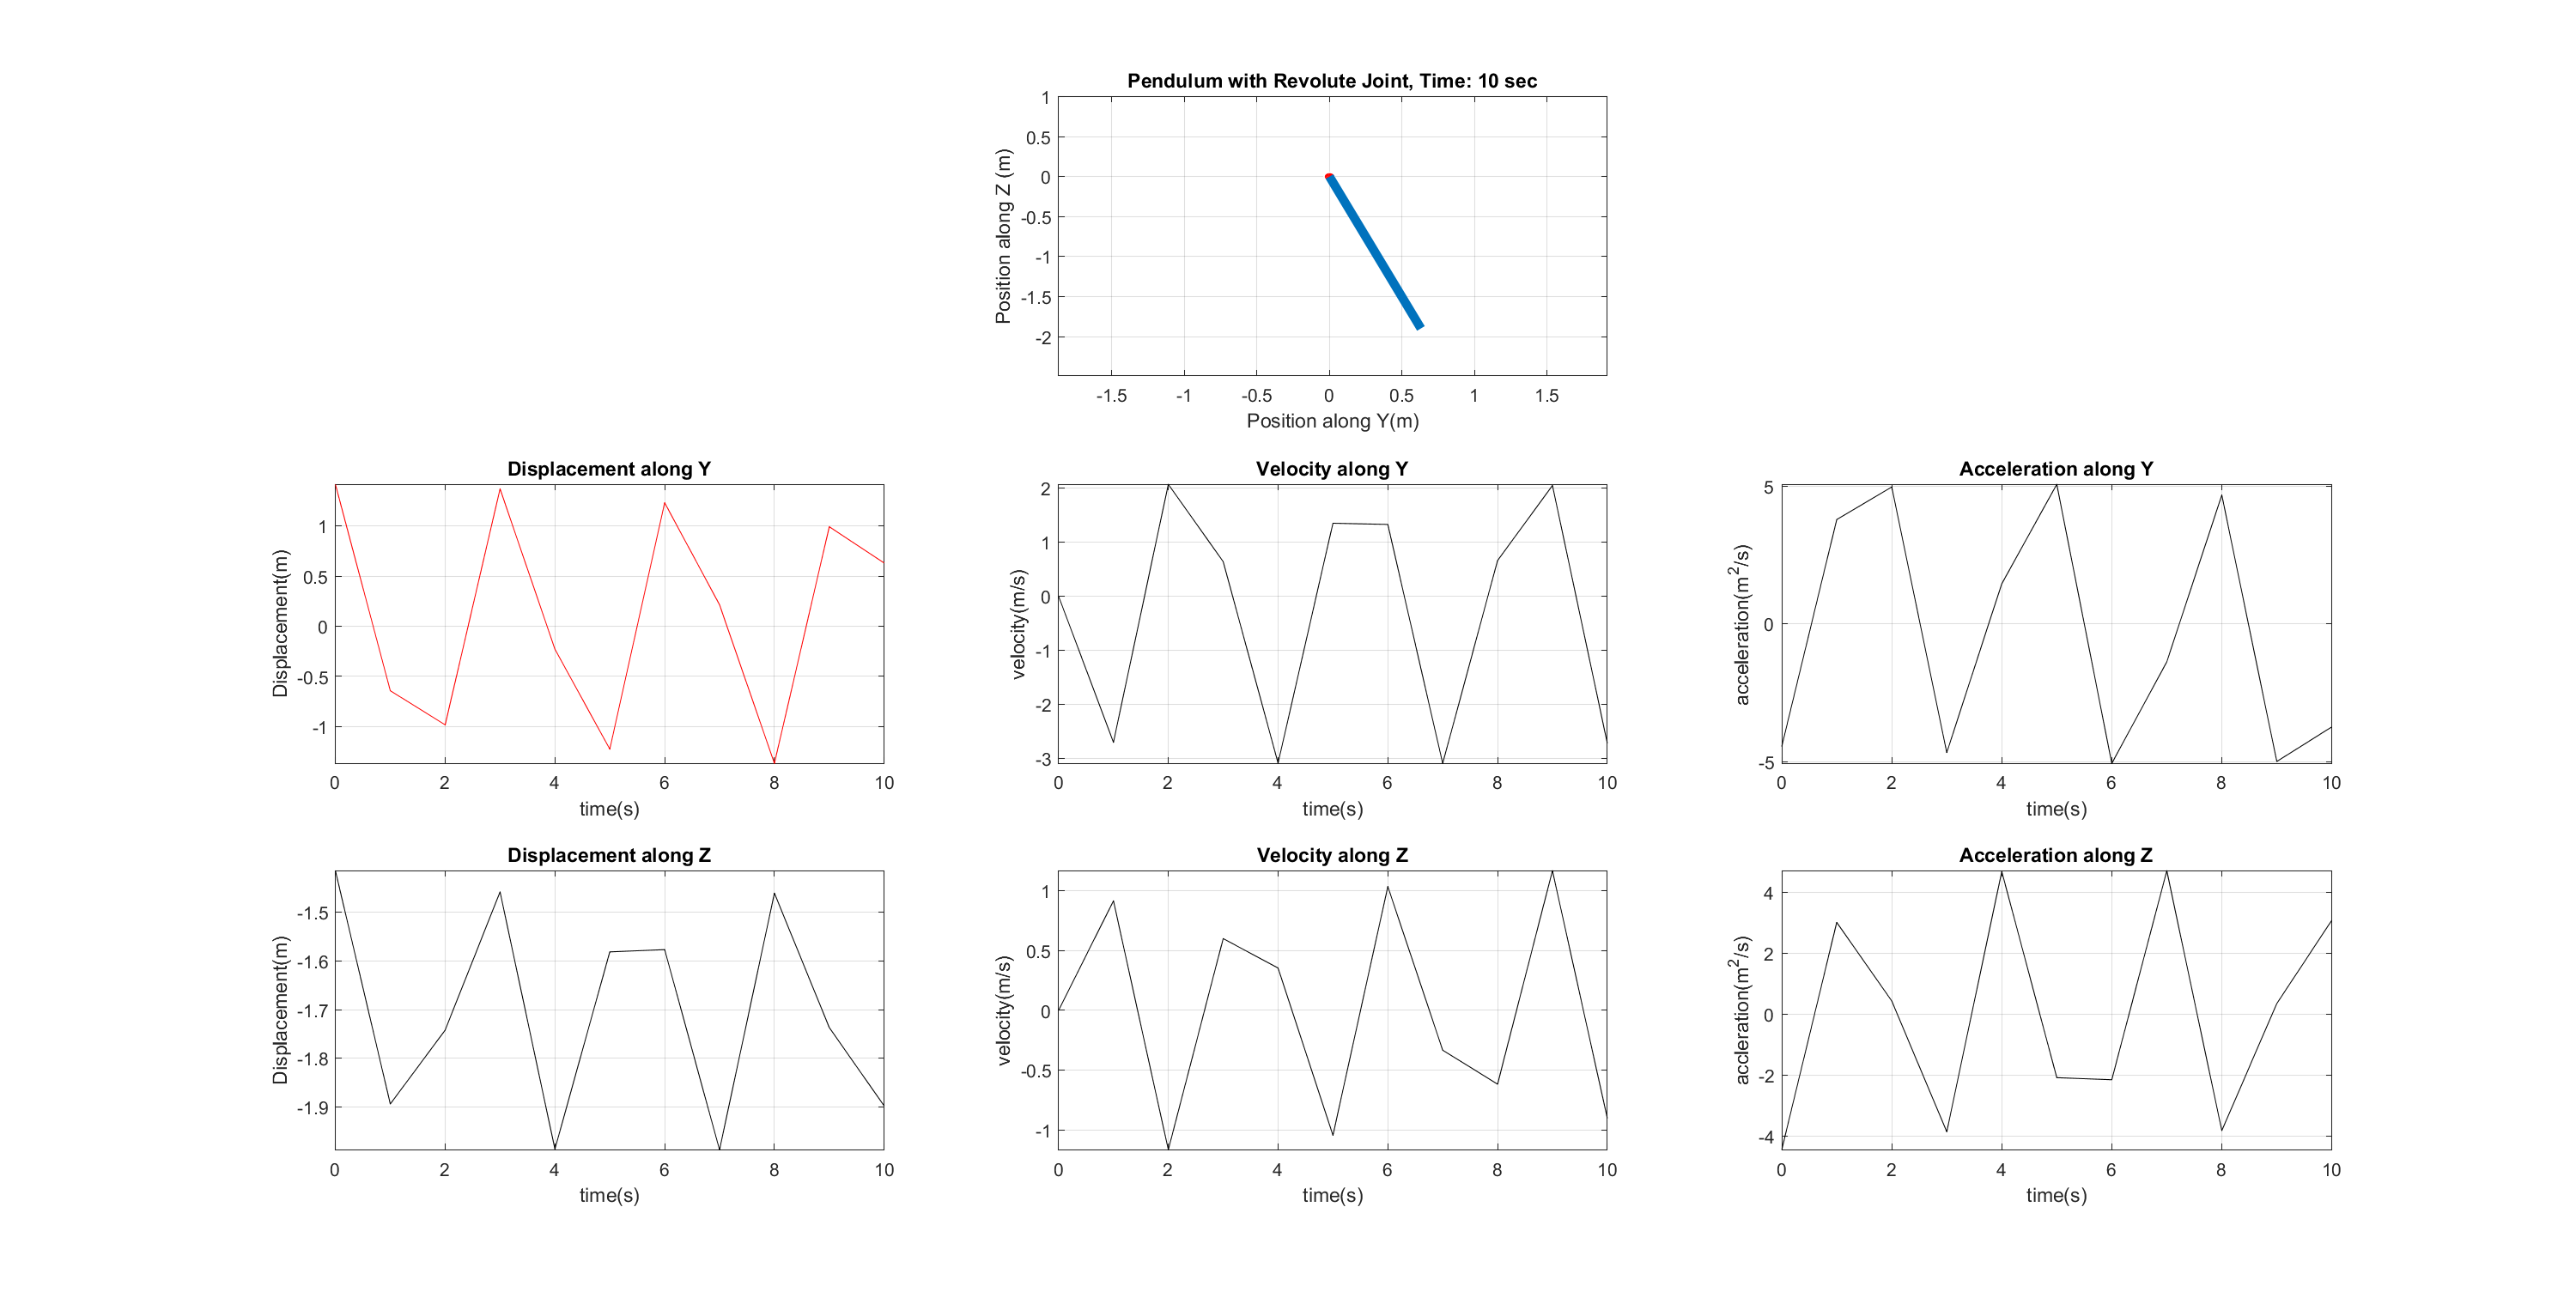 Pendulum with Revolute Joint, Time: 10 sec
1
0.5
0
-0.5
-1
-1.5
-2
Position along Z (m)
-1.5 -1 -0.5 0 0.5 1 1.5
Position along Y(m)
Displacement along Y
1
0.5
0
-0.5
-1
Displacement(m)
0 2 4 6 8 10
time(s)
Velocity along Y
2
1
0
-1
-2
-3
velocity(m/s)
0 2 4 6 8 10
time(s)
Acceleration along Y
5
0
-5
acceleration(m²/s)
0 2 4 6 8 10
time(s)
Displacement along Z
-1.5
-1.6
-1.7
-1.8
-1.9
Displacement(m)
0 2 4 6 8 10
time(s)
Velocity along Z
1
0.5
0
-0.5
-1
velocity(m/s)
0 2 4 6 8 10
time(s)
Acceleration along Z
4
2
0
-2
-4
accleration(m²/s)
0 2 4 6 8 10
time(s)